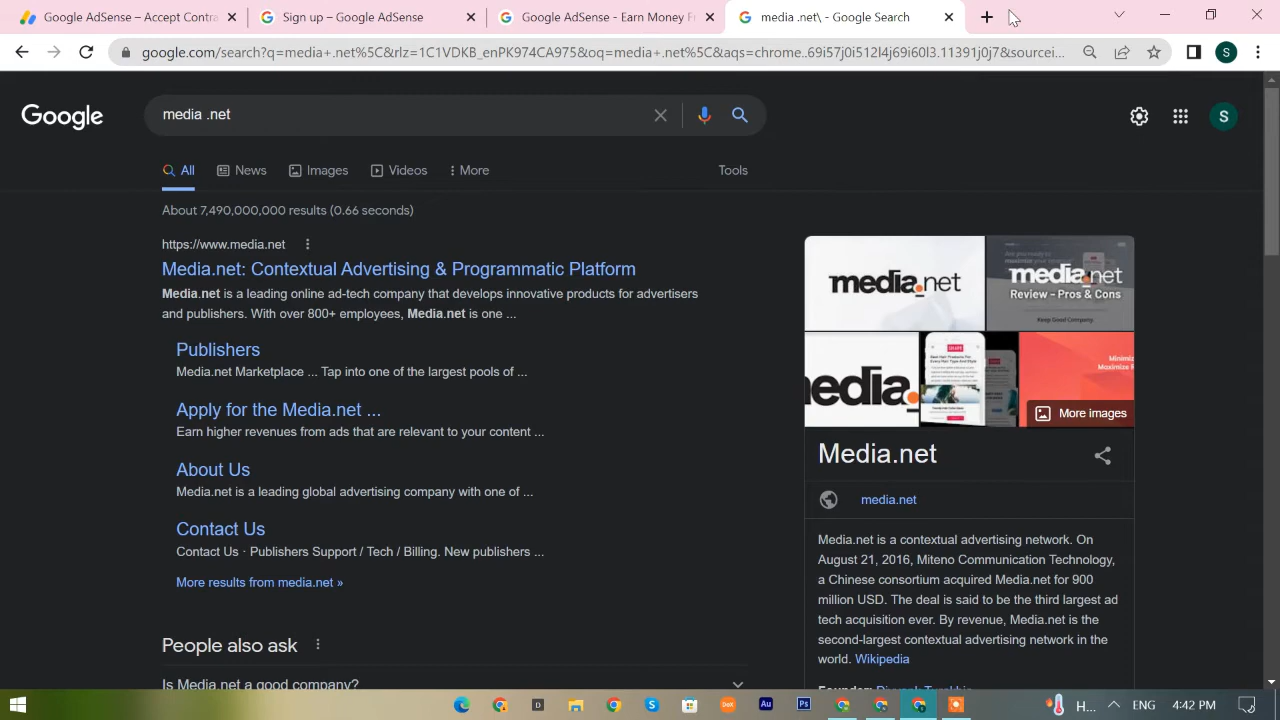 Google AdSense – Accept Contra
Sign up – Google AdSense
Google AdSense - Earn Money Fr
media .net\ - Google Search
google.com/search?q=media+.net%5C&rlz=1C1VDKB_enPK974CA975&oq=media+.net%5C&aqs=chrome..69i57j0i512l4j69i60l3.11391j0j7&sourcei...
S
Google
media .net
S
All
News
Images
Videos
More
Tools
About 7,490,000,000 results (0.66 seconds)
https://www.media.net
Media.net: Contextual Advertising & Programmatic Platform
Media.net is a leading online ad-tech company that develops innovative products for advertisers
and publishers. With over 800+ employees, Media.net is one ...
Publishers
Media.net Marketplace ... Tap into one of the largest pools of ...
Apply for the Media.net ...
Earn higher revenues from ads that are relevant to your content ...
About Us
Media.net is a leading global advertising company with one of ...
Contact Us
Contact Us · Publishers Support / Tech / Billing. New publishers ...
More results from media.net »
People also ask
Is Media net a good company?
media.net
media.net
Review – Pros & Cons
Keep Good Company.
media.
Minimiz
Maximize R
More images
Media.net
media.net
Media.net is a contextual advertising network. On
August 21, 2016, Miteno Communication Technology,
a Chinese consortium acquired Media.net for 900
million USD. The deal is said to be the third largest ad
tech acquisition ever. By revenue, Media.net is the
second-largest contextual advertising network in the
world. Wikipedia
Founder: Divyank Turakhia
H...
ENG
4:42 PM